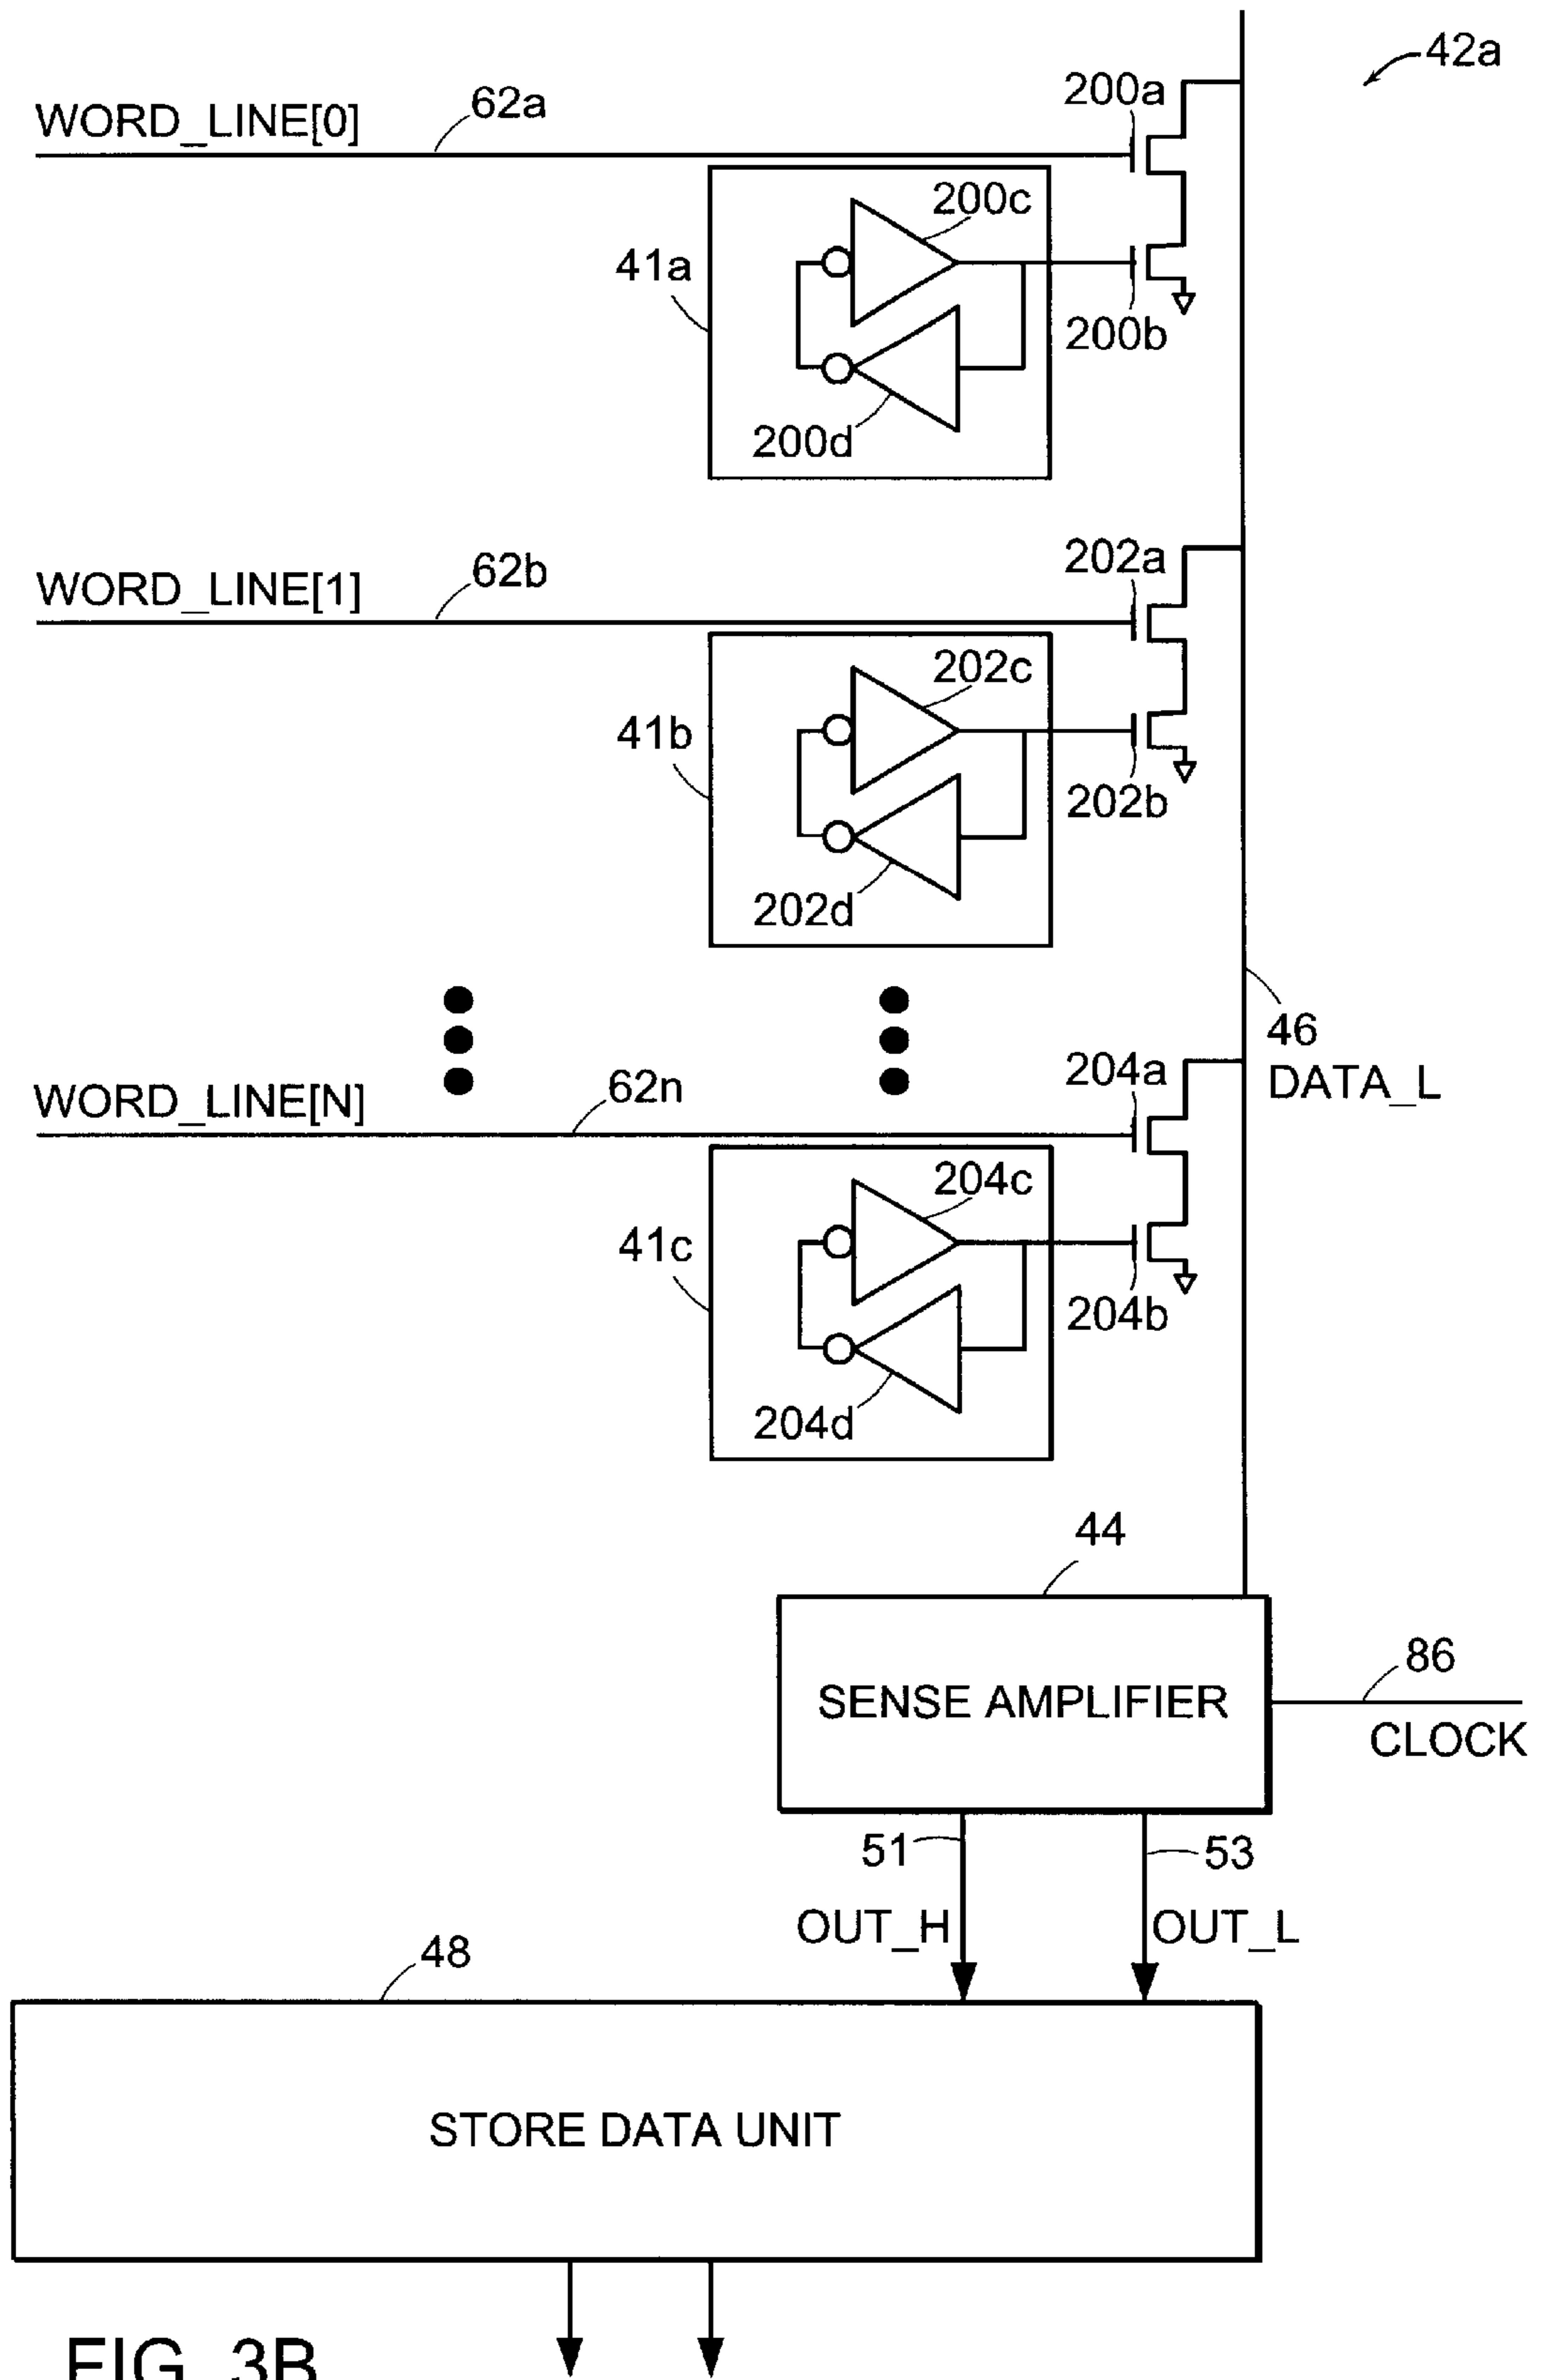 42a
200a
WORD_LINE[0]
62a
200c
41a
200b
200d
202a
WORD_LINE[1]
62b
202c
41b
202b
202d
46
DATA_L
204a
WORD_LINE[N]
62n
204c
41c
204b
204d
44
SENSE AMPLIFIER
86
CLOCK
51
53
OUT_H
OUT_L
48
STORE DATA UNIT
FIG. 3B